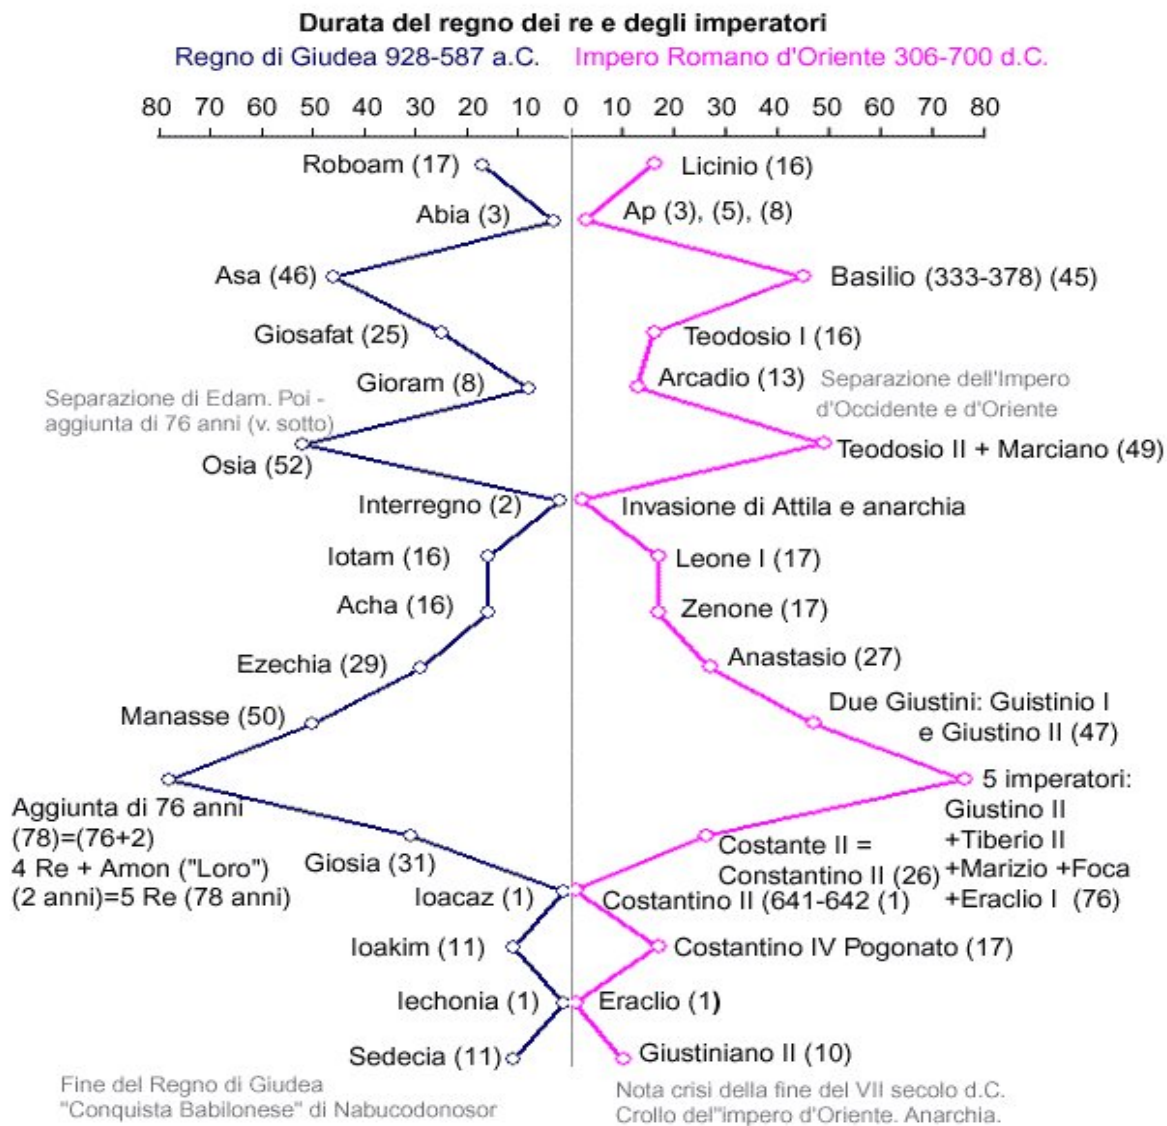 Durata del regno dei re e degli imperatori
Regno di Giudea 928-587 a.C. Impero Romano d'Oriente 306-700 d.C.
80 70 60 50 40 30 20 10 0 10 20 30 40 50 60 70 80
Roboam (17)
Licinio (16)
Abia (3)
Ap (3), (5), (8)
Asa (46)
Basilio (333-378) (45)
Giosafat (25)
Teodosio I (16)
Gioram (8)
Arcadio (13)
Separazione dell'Impero
d'Occidente e d'Oriente
Separazione di Edam. Poi -
aggiunta di 76 anni (v. sotto)
Osia (52)
Teodosio II + Marciano (49)
Interregno (2)
Invasione di Attila e anarchia
Iotam (16)
Leone I (17)
Acha (16)
Zenone (17)
Ezechia (29)
Anastasio (27)
Manasse (50)
Due Giustini: Guistinio I
e Giustino II (47)
Aggiunta di 76 anni
(78)=(76+2)
4 Re + Amon ("Loro")
(2 anni)=5 Re (78 anni)
5 imperatori:
Giustino II
+Tiberio II
+Marizio +Foca
+Eraclio I (76)
Giosia (31)
Costante II =
Constantino II (26)
Ioacaz (1)
Costantino II (641-642 (1)
Ioakim (11)
Costantino IV Pogonato (17)
Iechonia (1)
Eraclio (1)
Sedecia (11)
Giustiniano II (10)
Fine del Regno di Giudea
"Conquista Babilonese" di Nabucodonosor
Nota crisi della fine del VII secolo d.C.
Crollo del"impero d'Oriente. Anarchia.